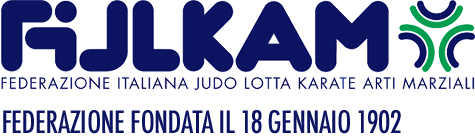 FIJLKAM
FEDERAZIONE ITALIANA JUDO LOTTA KARATE ARTI MARZIALI
FEDERAZIONE FONDATA IL 18 GENNAIO 1902